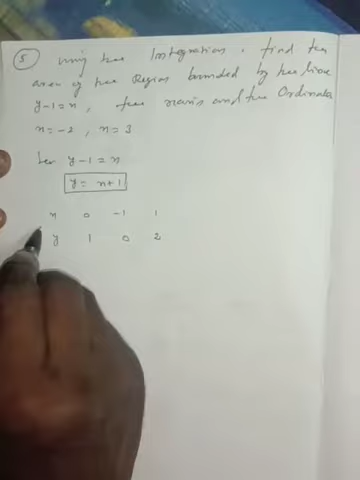 5 Using the Integration, find the
area of the Region bounded by the line
y-1=x, the x axis and the Ordinates
x=-2, x=3
Let y-1=x
y= x+1
x 0 -1 1
y 1 0 2